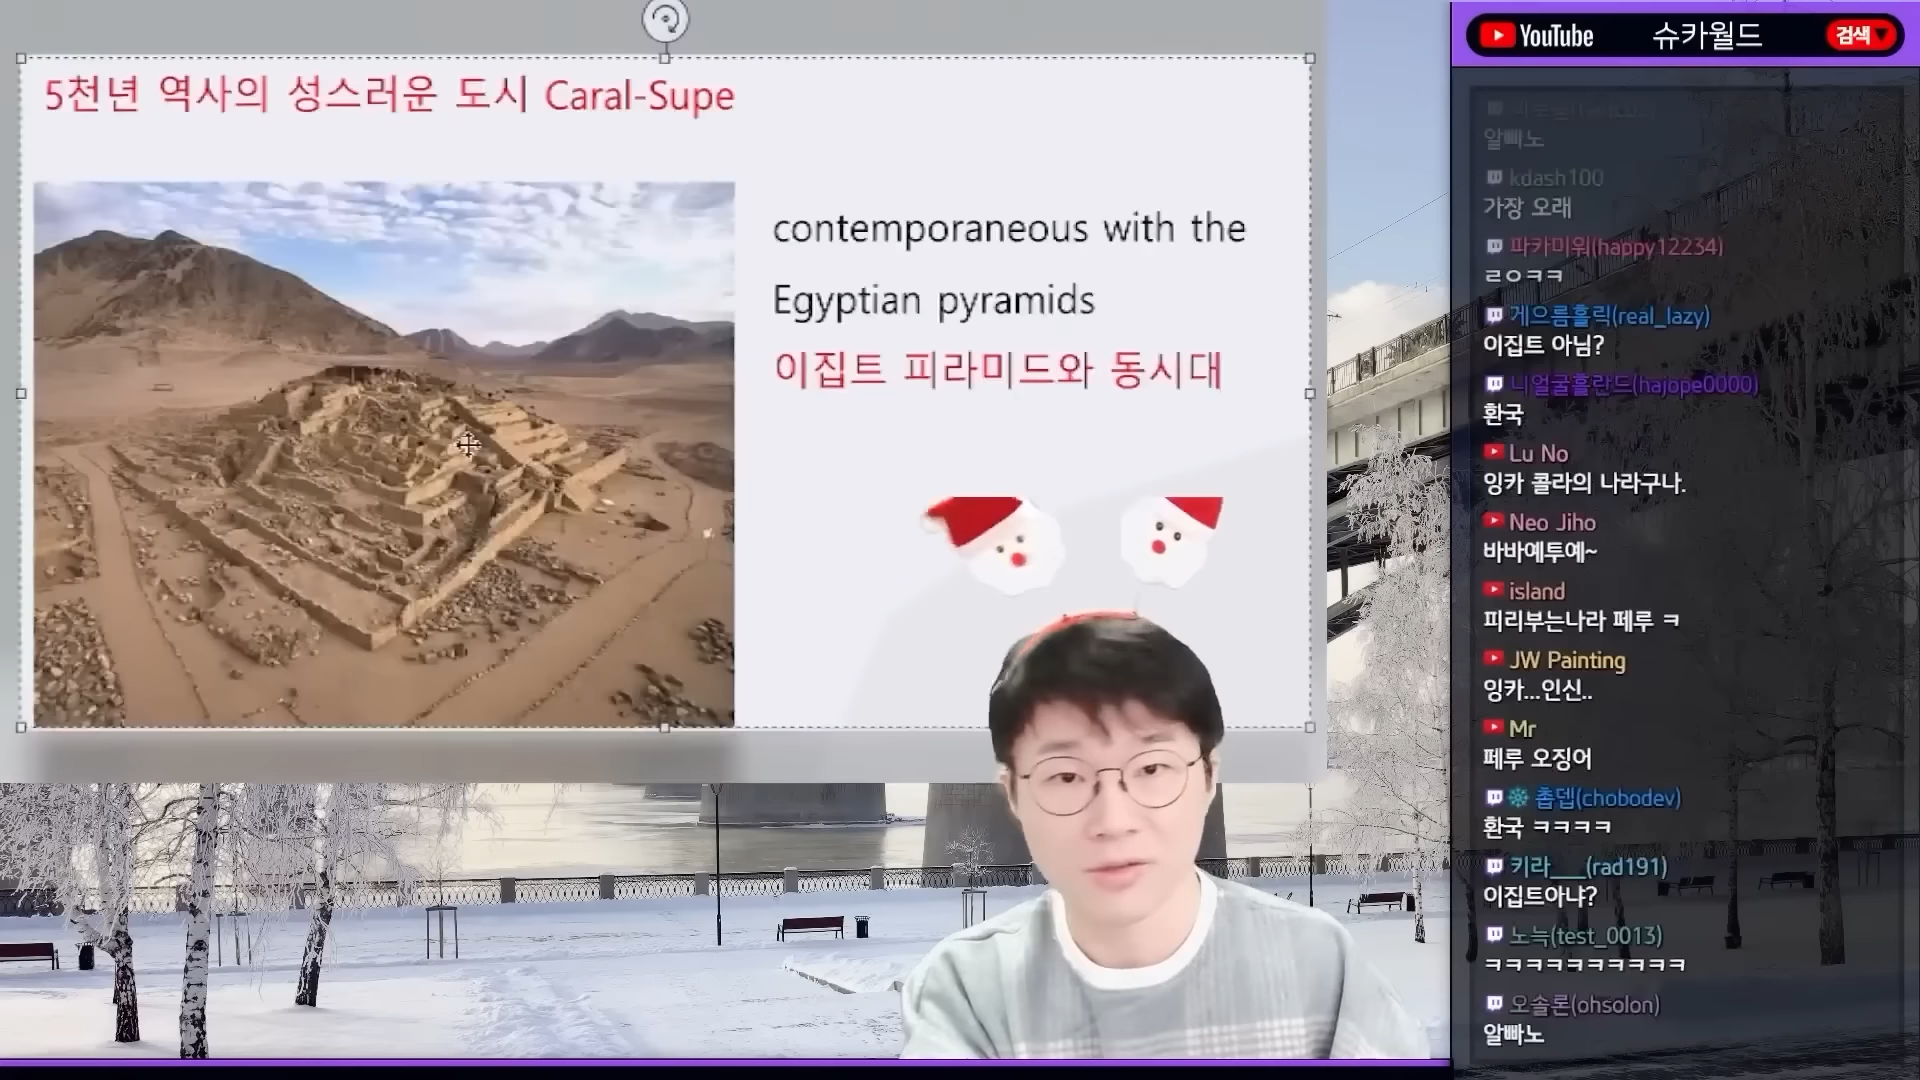 5천년 역사의 성스러운 도시 Caral-Supe
contemporaneous with the
Egyptian pyramids
이집트 피라미드와 동시대
YouTube 슈카월드 검색
알빠노
kdash100
가장 오래
파카미워(happy12234)
ㄹㅇㅋㅋ
게으름홀릭(real_lazy)
이집트 아님?
니얼굴홀란드(hajope0000)
환국
Lu No
잉카 콜라의 나라구나.
Neo Jiho
바바예투예~
island
피리부는나라 페루 ㅋ
JW Painting
잉카...인신..
Mr
페루 오징어
촙뎁(chobodev)
환국 ㅋㅋㅋㅋ
키라___(rad191)
이집트아냐?
노늑(test_0013)
ㅋㅋㅋㅋㅋㅋㅋㅋㅋㅋ
오솔론(ohsolon)
알빠노